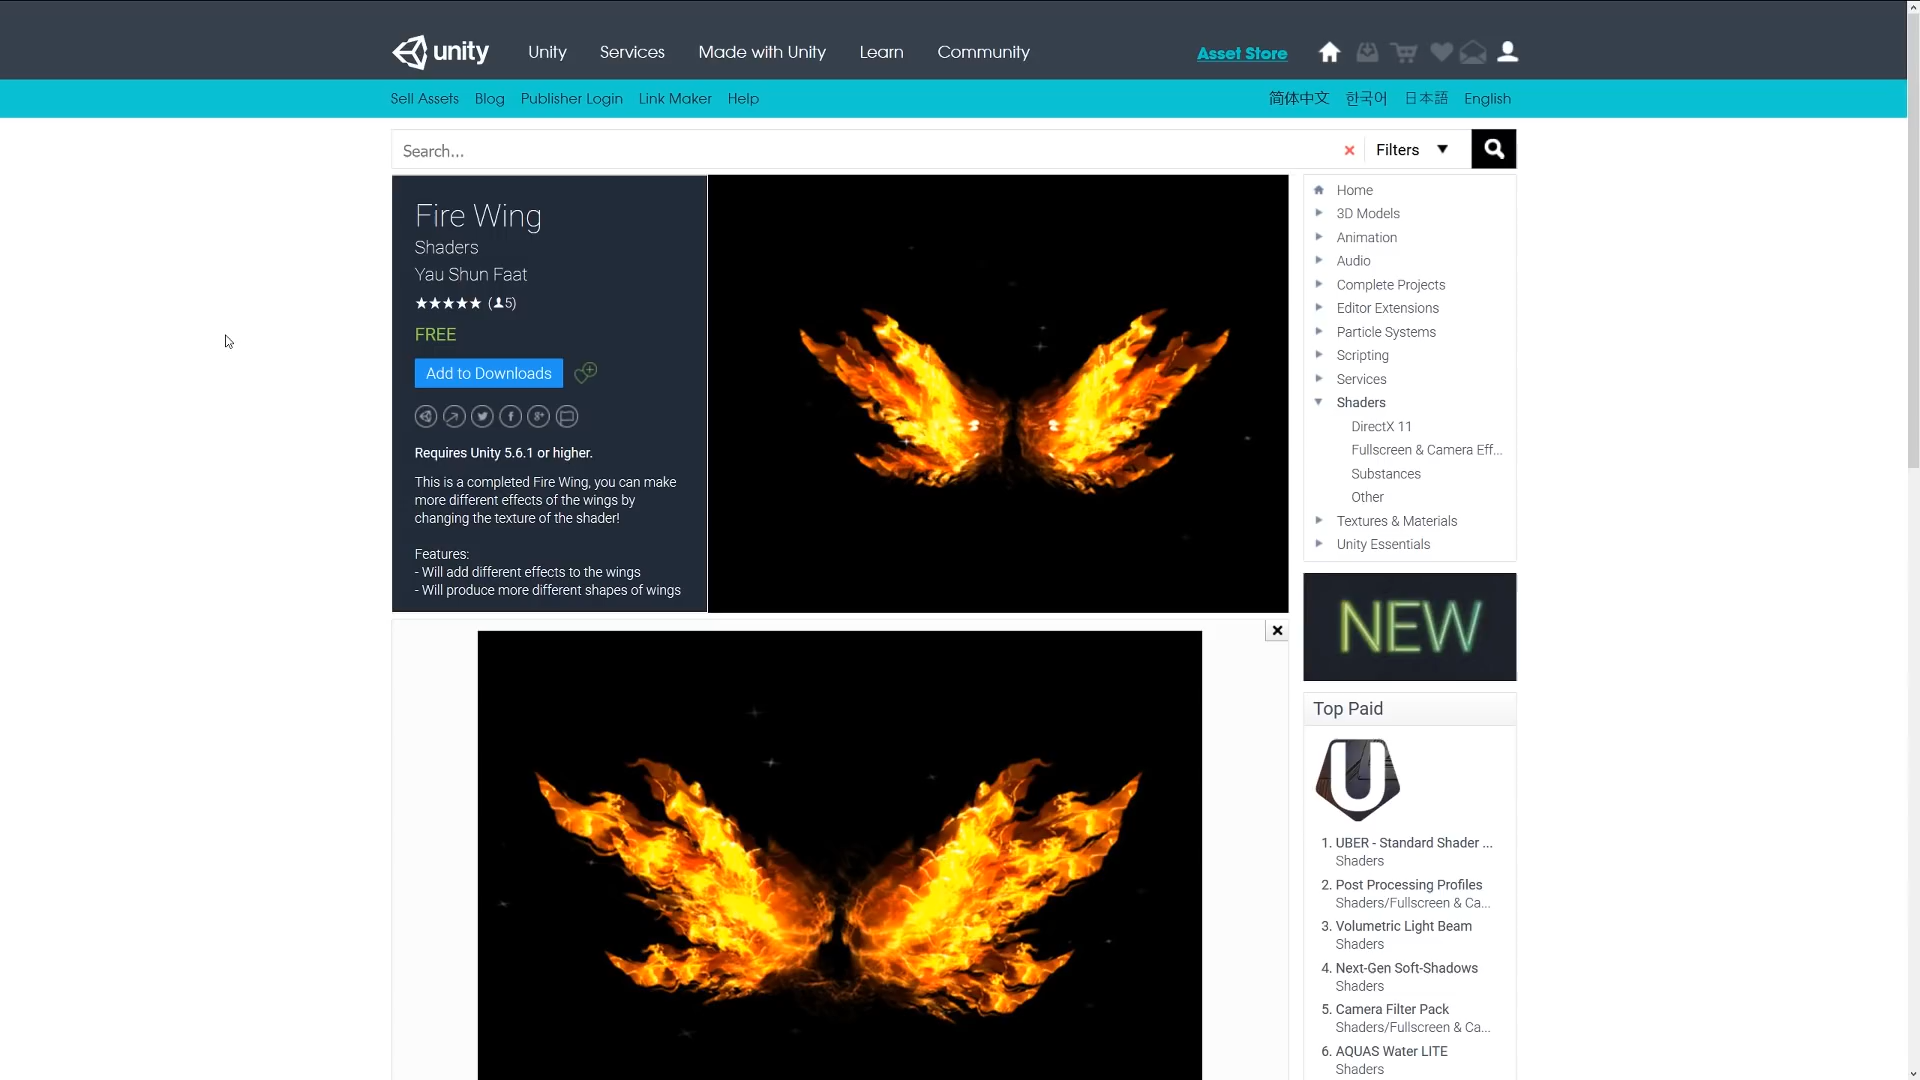 unity
Unity Services Made with Unity Learn Community
Asset Store
Sell Assets Blog Publisher Login Link Maker Help
简体中文 한국어 日本語 English
Search...
Filters
Fire Wing
Shaders
Yau Shun Faat
(5)
FREE
Add to Downloads
Requires Unity 5.6.1 or higher.
This is a completed Fire Wing, you can make
more different effects of the wings by
changing the texture of the shader!
Features:
- Will add different effects to the wings
- Will produce more different shapes of wings
Home
3D Models
Animation
Audio
Complete Projects
Editor Extensions
Particle Systems
Scripting
Services
Shaders
DirectX 11
Fullscreen & Camera Eff...
Substances
Other
Textures & Materials
Unity Essentials
NEW
Top Paid
U
1. UBER - Standard Shader ...
Shaders
2. Post Processing Profiles
Shaders/Fullscreen & Ca...
3. Volumetric Light Beam
Shaders
4. Next-Gen Soft-Shadows
Shaders
5. Camera Filter Pack
Shaders/Fullscreen & Ca...
6. AQUAS Water LITE
Shaders